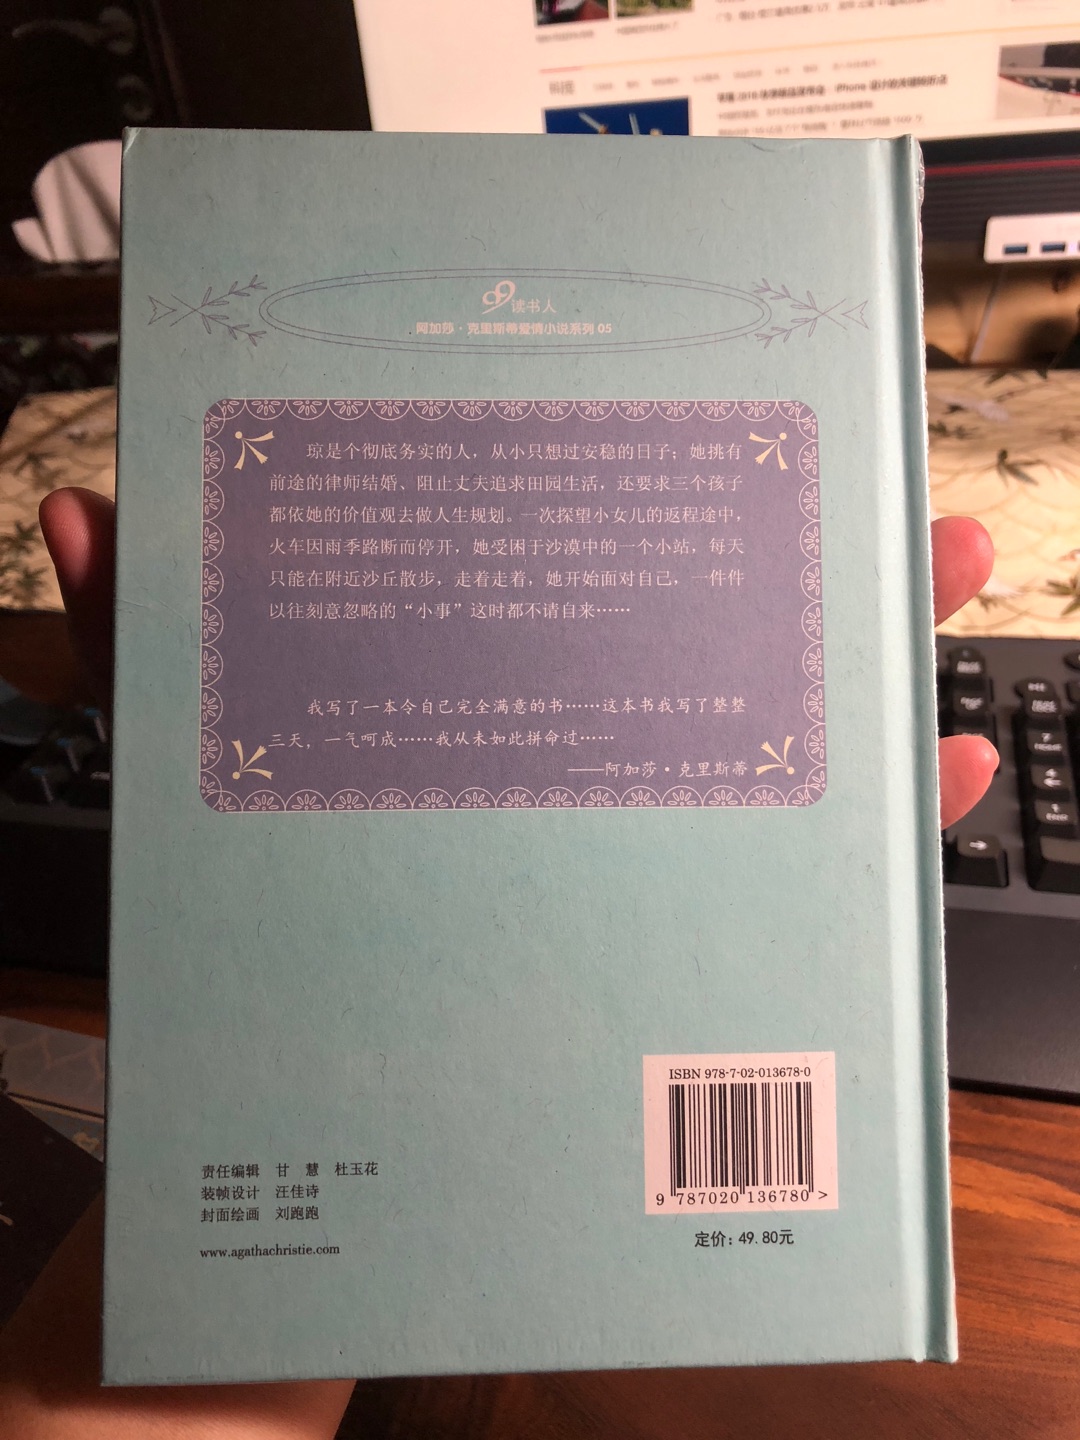 99读书人
阿加莎·克里斯蒂爱情小说系列 05
琼是个彻底务实的人，从小只想过安稳的日子；她挑有
前途的律师结婚、阻止丈夫追求田园生活，还要求三个孩子
都依她的价值观去做人生规划。一次探望小女儿的返程途中，
火车因雨季路断而停开，她受困于沙漠中的一个小站，每天
只能在附近沙丘散步，走着走着，她开始面对自己，一件件
以往刻意忽略的“小事”这时都不请自来……
我写了一本令自己完全满意的书……这本书我写了整整
三天，一气呵成……我从未如此拼命过……
——阿加莎·克里斯蒂
ISBN 978-7-02-013678-0
9 787020 136780 >
定价：49.80元
责任编辑 甘 慧 杜玉花
装帧设计 汪佳诗
封面绘画 刘跑跑
www.agathachristie.com